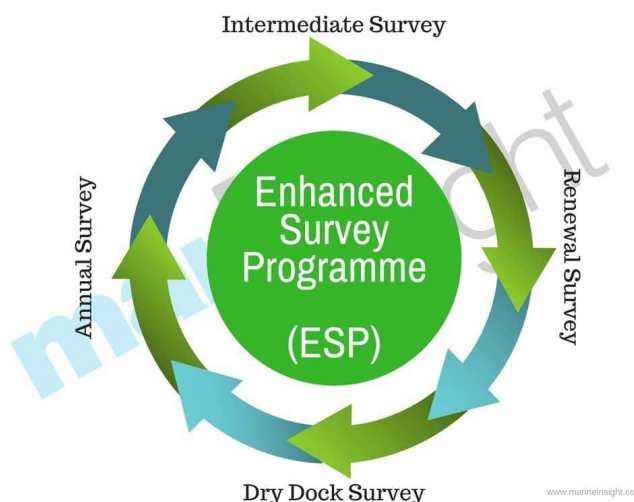 Intermediate Survey
Annual Survey
Enhanced
Survey
Programme
(ESP)
Renewal Survey
Dry Dock Survey
www.marineinsight.co